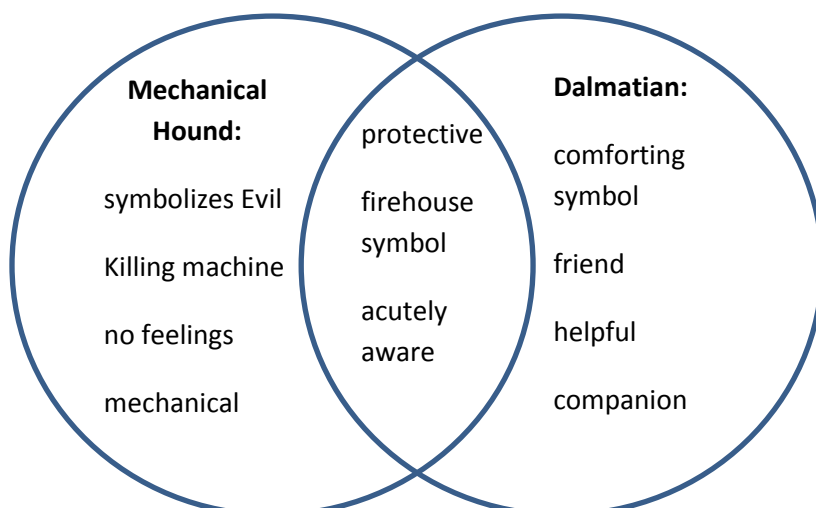 Mechanical
Hound:
symbolizes Evil
Killing machine
no feelings
mechanical
protective
firehouse
symbol
acutely
aware
Dalmatian:
comforting
symbol
friend
helpful
companion